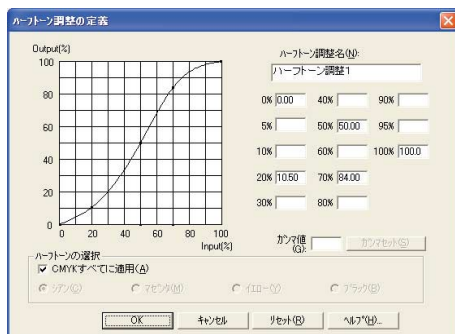 ハーフトーン調整の定義
Output(%)
100
80
60
40
20
0
0 20 40 60 80 100
Input(%)
ハーフトーン調整名(N):
ハーフトーン調整1
0% 0.00 40% 90%
5% 50% 50.00 95%
10% 60% 100% 100.0
20% 10.50 70% 84.00
30% 80%
ガンマ値(G): ガンマセット(S)
ハーフトーンの選択
CMYKすべてに適用(A)
シアン(C) マゼンタ(M) イエロー(Y) ブラック(B)
OK キャンセル リセット(R) ヘルプ(H)...